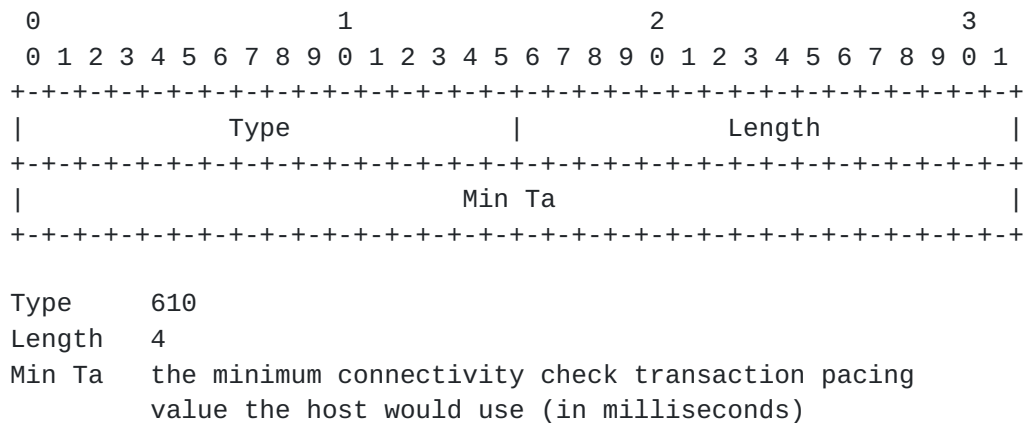 0                   1                   2                   3
 0 1 2 3 4 5 6 7 8 9 0 1 2 3 4 5 6 7 8 9 0 1 2 3 4 5 6 7 8 9 0 1
+-+-+-+-+-+-+-+-+-+-+-+-+-+-+-+-+-+-+-+-+-+-+-+-+-+-+-+-+-+-+-+-+
|             Type              |             Length            |
+-+-+-+-+-+-+-+-+-+-+-+-+-+-+-+-+-+-+-+-+-+-+-+-+-+-+-+-+-+-+-+-+
|                            Min Ta                             |
+-+-+-+-+-+-+-+-+-+-+-+-+-+-+-+-+-+-+-+-+-+-+-+-+-+-+-+-+-+-+-+-+
Type     610
Length   4
Min Ta   the minimum connectivity check transaction pacing
         value the host would use (in milliseconds)